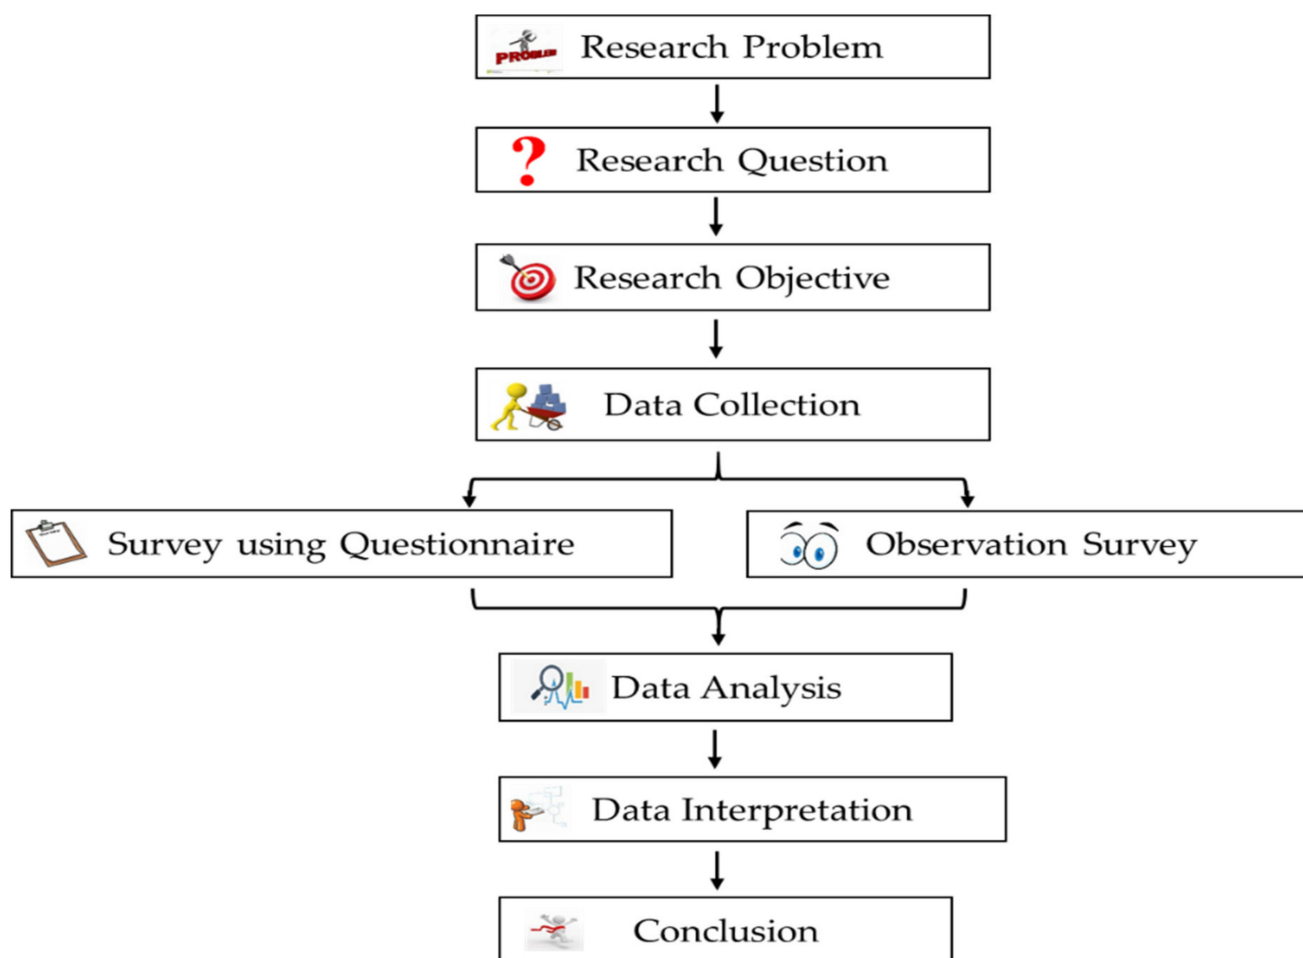 PROBLEM
Research Problem
? Research Question
Research Objective
Data Collection
Survey using Questionnaire
Observation Survey
Data Analysis
Data Interpretation
Conclusion